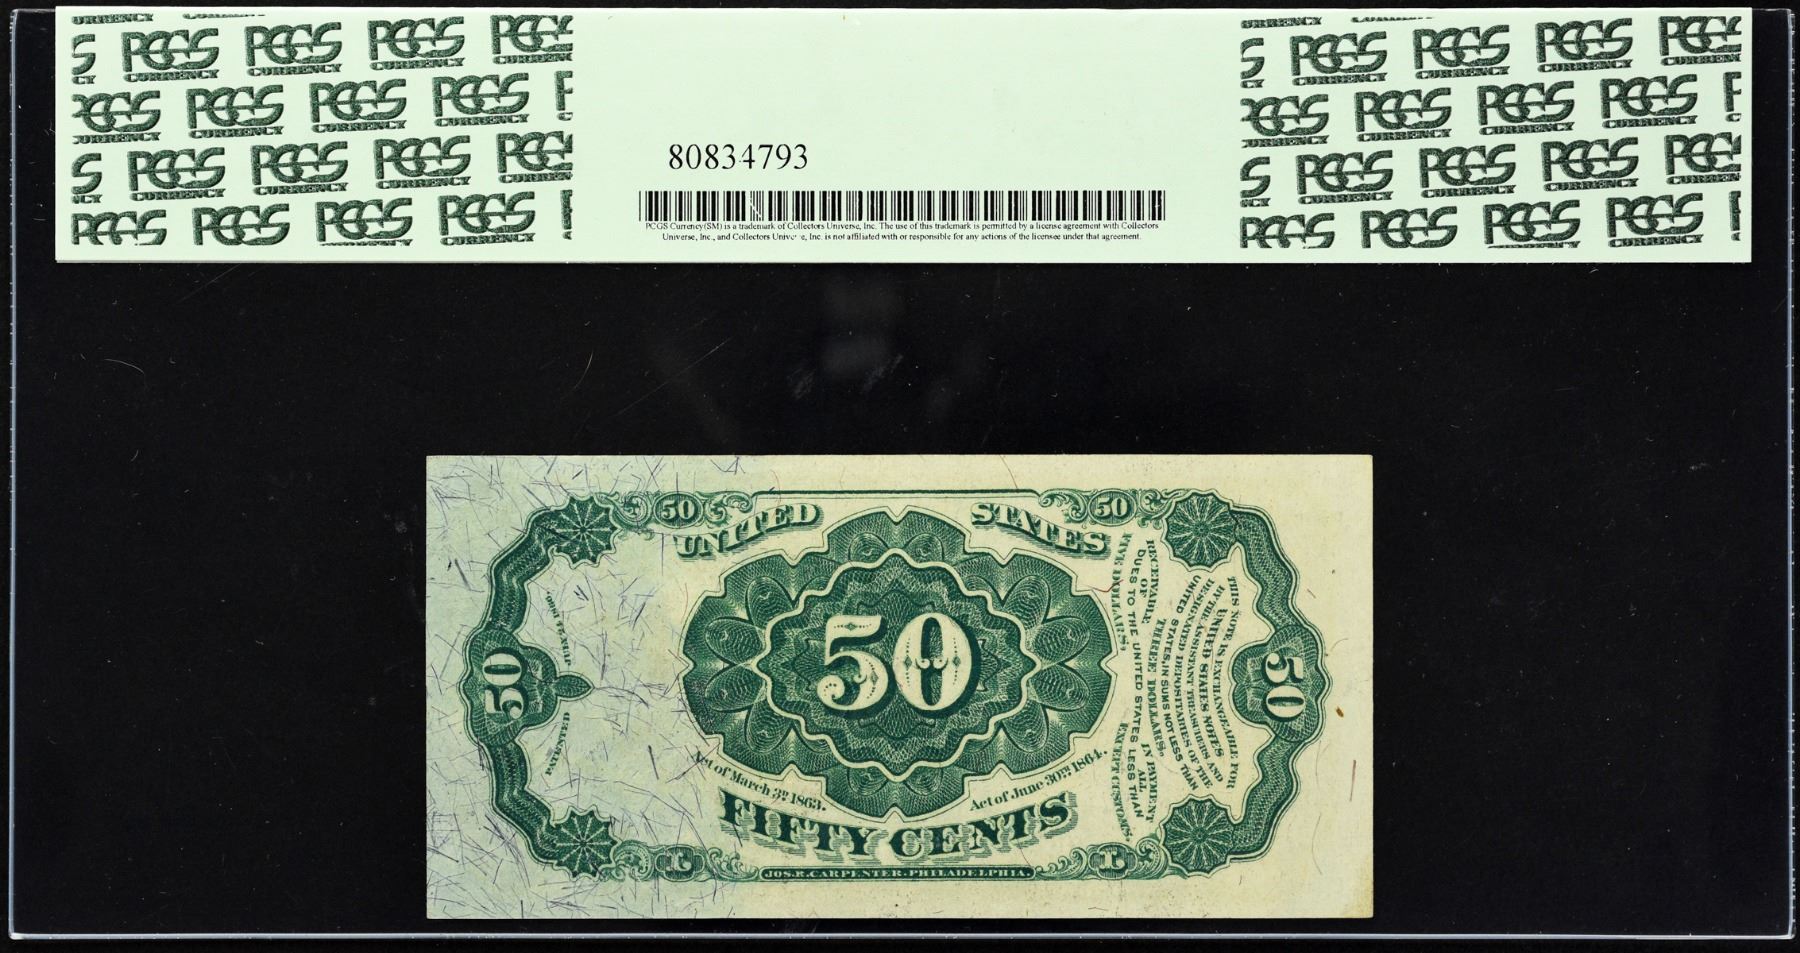 PCGS CURRENCY
80834793
PCGS Currency(SM) is a trademark of Collectors Universe, Inc. The use of this trademark is permitted by a license agreement with Collectors
Universe, Inc., and Collectors Universe, Inc. is not affiliated with or responsible for any actions of the licensee under that agreement.
50
50
UNITED STATES
50
50
50
JULY 24, 1866.
PATENTED
Act of March 3D 1863.
Act of June 30TH 1864.
FIFTY CENTS
JOS. R. CARPENTER - PHILADELPHIA.
THIS NOTE IS EXCHANGEABLE FOR
UNITED STATES NOTES
BY THE ASSISTANT TREASURERS AND
DESIGNATED DEPOSITARIES OF THE
UNITED STATES, IN SUMS NOT LESS THAN
THREE DOLLARS.
RECEIVABLE IN PAYMENT
OF ALL
DUES TO THE UNITED STATES LESS THAN
FIVE DOLLARS, EXCEPT CUSTOMS.